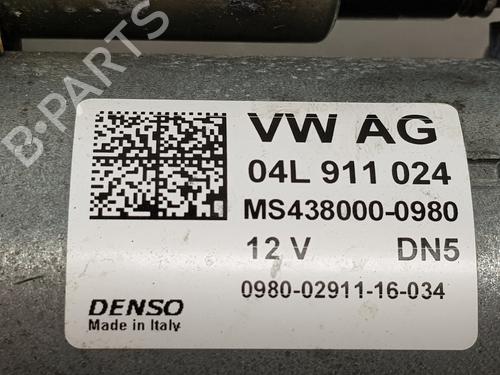 B-PARTS
VW AG
04L 911 024
MS438000-0980
12 V DN5
0980-02911-16-034
DENSO
Made in Italy